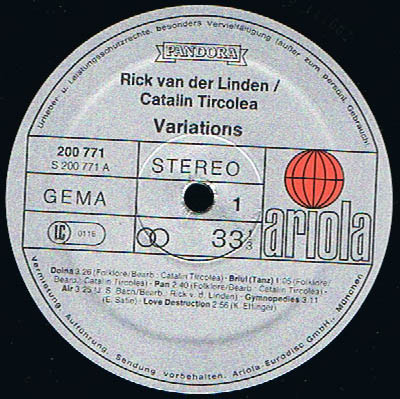 Urheber- u. Leistungsschutzrechte, besonders Vervielfältigung (außer zum persönl. Gebrauch)
PANDORA
Rick van der Linden /
Catalin Tircolea
Variations
200 771
S 200 771 A
STEREO
GEMA
1
LC 0116
33 1/3
ariola
Doina 3:26 (Folklore/Bearb.: Catalin Tircolea) · Briul (Tanz) 1:05 (Folklore/
Bearb.: Catalin Tircolea) · Pan 2:40 (Folklore/Bearb.: Catalin Tircolea) ·
Air 3:25 (J. S. Bach/Bearb.: Rick v. d. Linden) · Gymnopedies 3:11
(E. Satie) · Love Destruction 2:56 (K. Ettinger)
Vermietung, Aufführung, Sendung vorbehalten. Ariola-Eurodisc GmbH., München